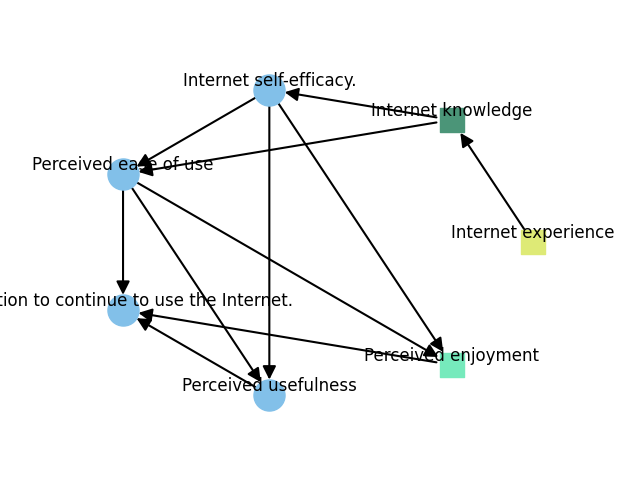 Internet self-efficacy.
Internet knowledge
Perceived ease of use
Internet experience
tion to continue to use the Internet.
Perceived enjoyment
Perceived usefulness